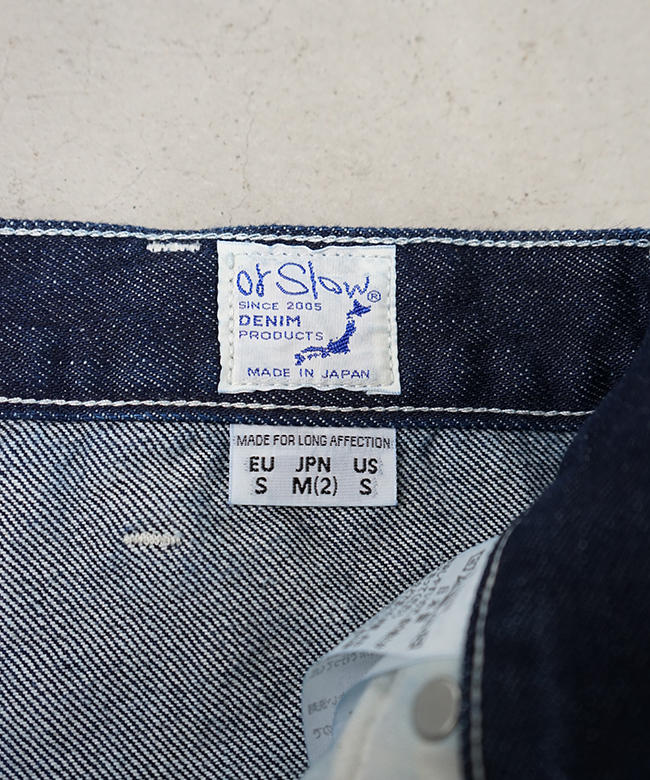 or Slow®
SINCE 2005
DENIM
PRODUCTS
MADE IN JAPAN
MADE FOR LONG AFFECTION
EU JPN US
S M(2) S